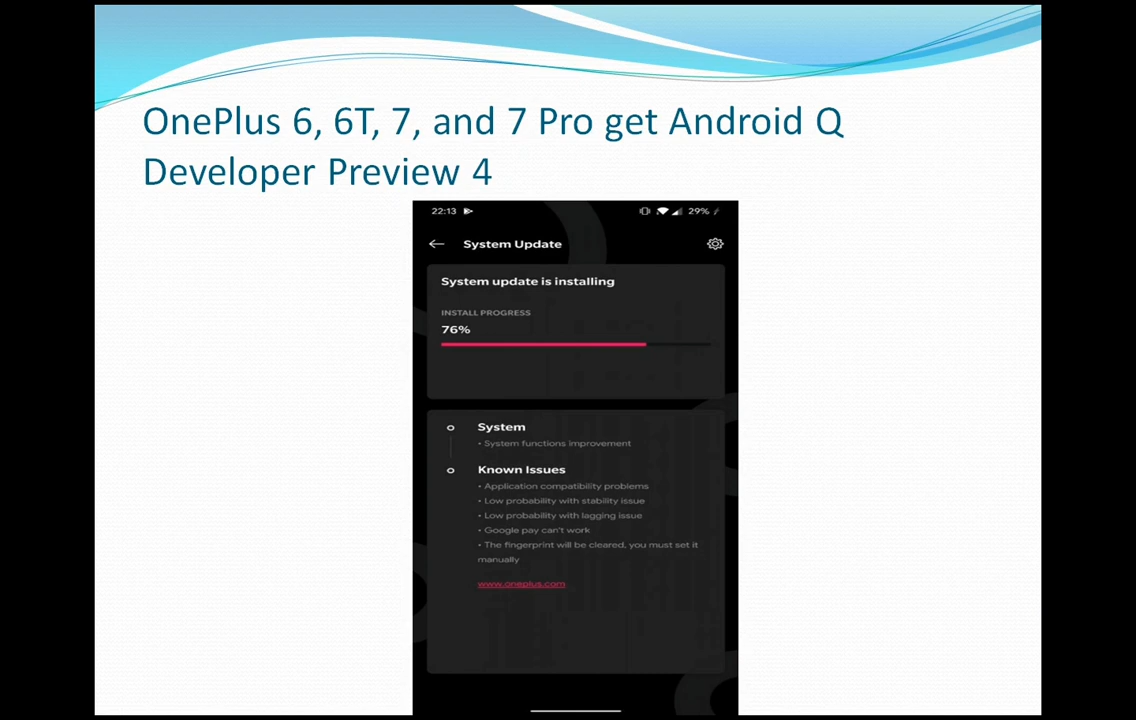 OnePlus 6, 6T, 7, and 7 Pro get Android Q
Developer Preview 4
22:13 29%
System Update
System update is installing
INSTALL PROGRESS
76%
System
• System functions improvement
Known Issues
• Application compatibility problems
• Low probability with stability issue
• Low probability with lagging issue
• Google pay can't work
• The fingerprint will be cleared, you must set it
manually
www.oneplus.com